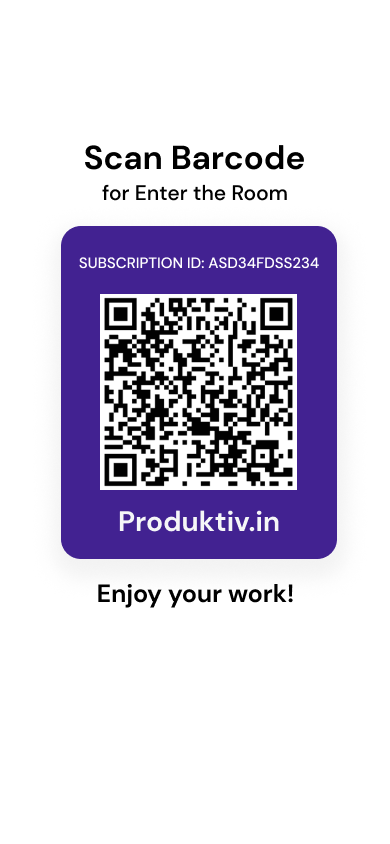 Scan Barcode
for Enter the Room
SUBSCRIPTION ID: ASD34FDSS234
Produktiv.in
Enjoy your work!